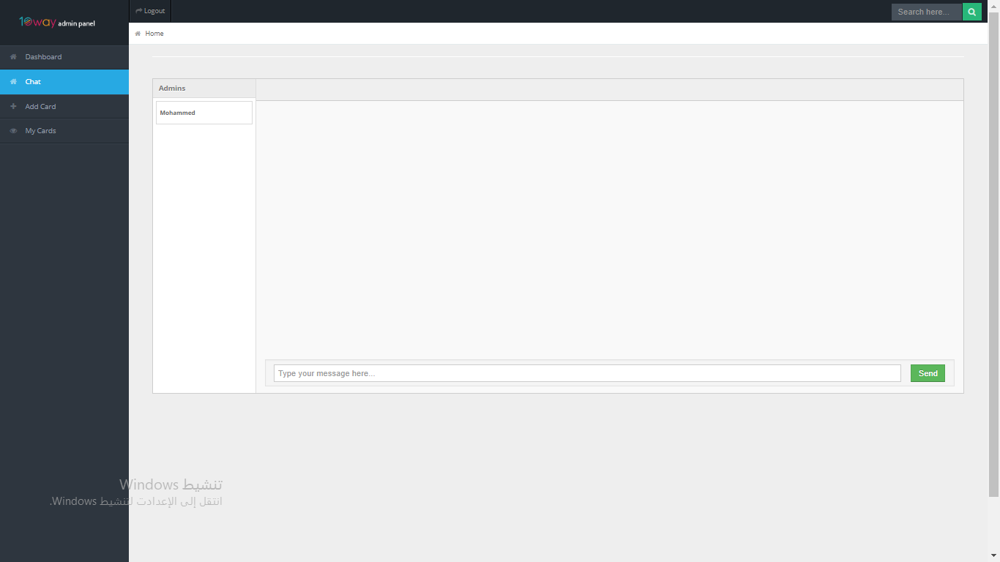 10way admin panel
Logout
Search here...
Home
Dashboard
Chat
Add Card
My Cards
Admins
Mohammed
Type your message here...
Send
تنشيط Windows
انتقل إلى الإعدادت لتنشيط Windows.